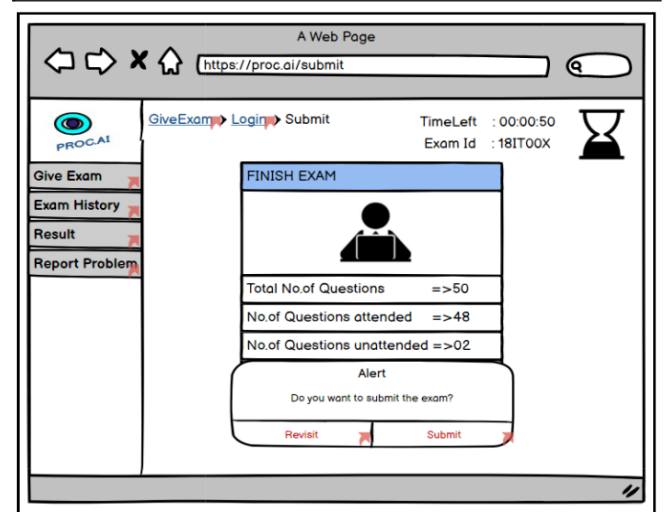 A Web Page
https://proc.ai/submit
GiveExam Login Submit
TimeLeft : 00:00:50
Exam Id : 18IT00X
PROC.AI
Give Exam
Exam History
Result
Report Problem
FINISH EXAM
Total No.of Questions =>50
No.of Questions attended =>48
No.of Questions unattended =>02
Alert
Do you want to submit the exam?
Revisit Submit